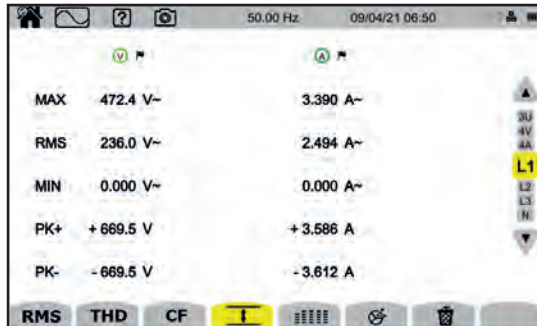 ? 50.00 Hz 09/04/21 06:50
V A
MAX 472.4 V~ 3.390 A~
RMS 236.0 V~ 2.494 A~
MIN 0.000 V~ 0.000 A~
PK+ +669.5 V +3.586 A
PK- -669.5 V -3.612 A
3U
4V
4A
L1
L2
L3
N
RMS THD CF